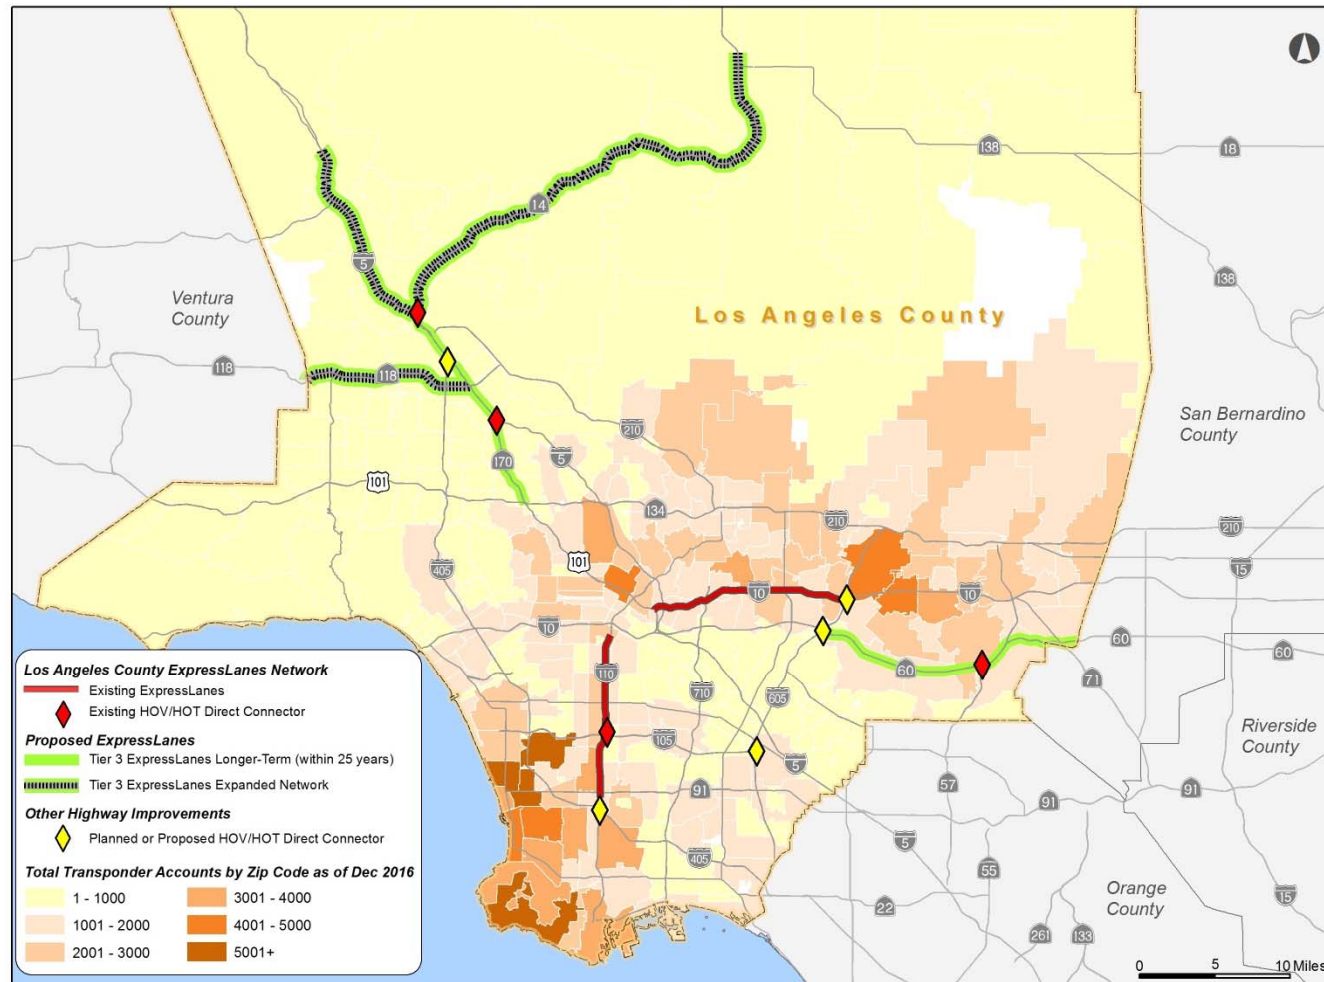 138
18
14
5
138
Ventura
County
Los Angeles County
118
118
San Bernardino
County
210
170
5
101
134
210
210
101
405
15
10
10
10
60
60
60
110
71
710
605
Riverside
County
105
5
57
91
91
91
5
405
55
Orange
County
22
15
261
133
Los Angeles County ExpressLanes Network
Existing ExpressLanes
Existing HOV/HOT Direct Connector
Proposed ExpressLanes
Tier 3 ExpressLanes Longer-Term (within 25 years)
Tier 3 ExpressLanes Expanded Network
Other Highway Improvements
Planned or Proposed HOV/HOT Direct Connector
Total Transponder Accounts by Zip Code as of Dec 2016
1 - 1000
3001 - 4000
1001 - 2000
4001 - 5000
2001 - 3000
5001+
0 5 10 Miles